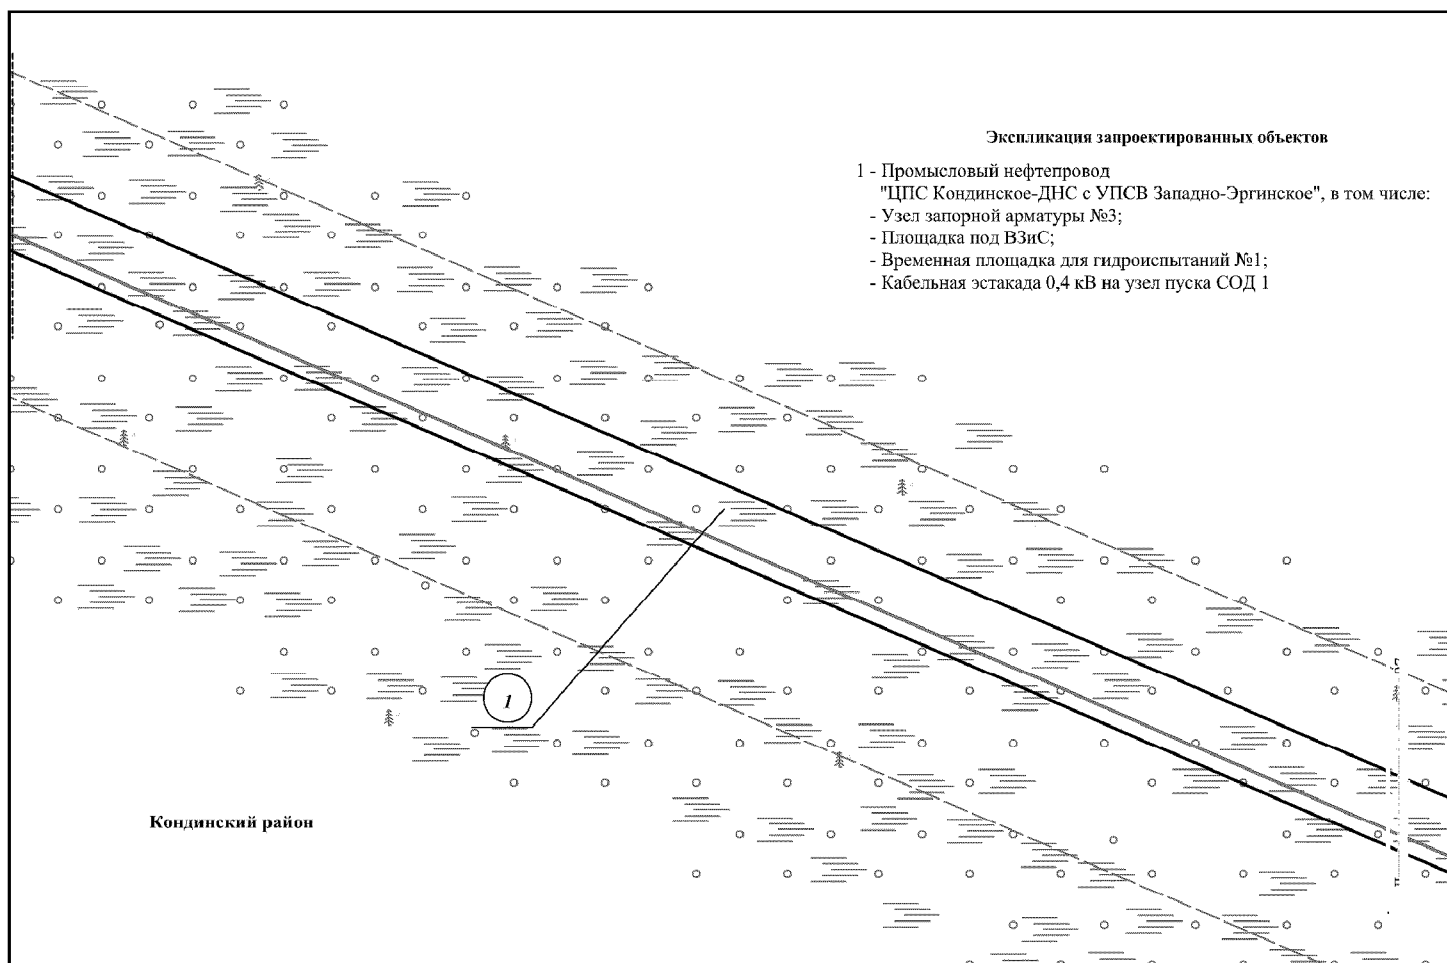 Экспликация запроектированных объектов
1 - Промысловый нефтепровод
"ЦПС Кондинское-ДНС с УПСВ Западно-Эргинское", в том числе:
- Узел запорной арматуры №3;
- Площадка под ВЗиС;
- Временная площадка для гидроиспытаний №1;
- Кабельная эстакада 0,4 кВ на узел пуска СОД 1
1
Кондинский район